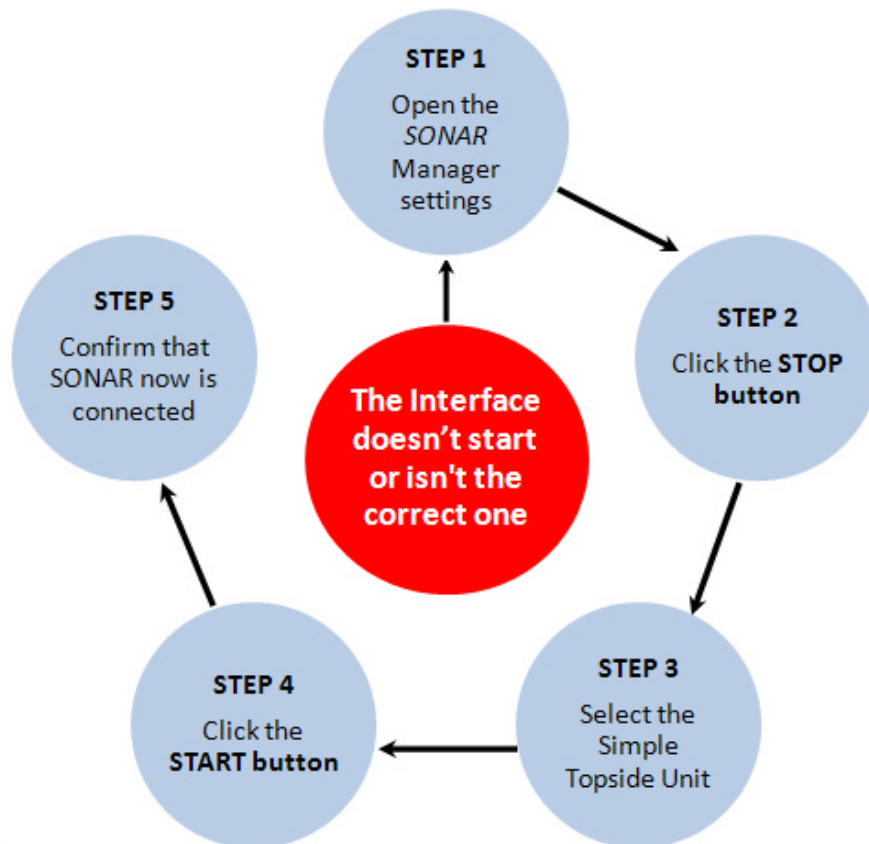 STEP 1
Open the
SONAR
Manager
settings
STEP 2
Click the STOP
button
STEP 3
Select the
Simple
Topside Unit
STEP 4
Click the
START button
STEP 5
Confirm that
SONAR now is
connected
The Interface
doesn’t start
or isn't the
correct one